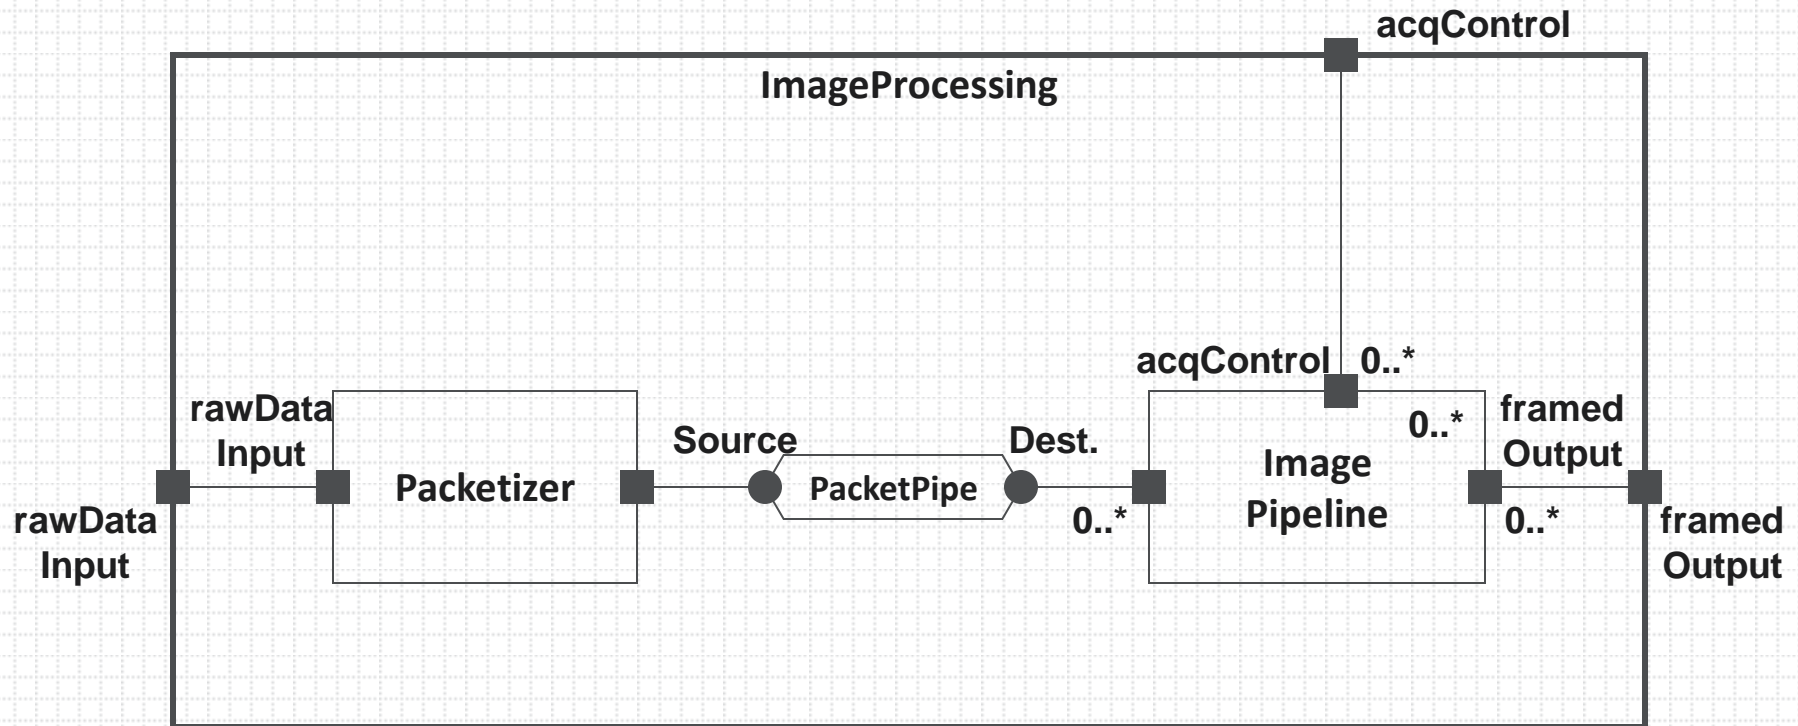 acqControl
ImageProcessing
acqControl
0..*
rawData
Input
Source
Dest.
0..*
framed
Output
Packetizer
PacketPipe
Image
Pipeline
rawData
Input
0..*
0..*
framed
Output